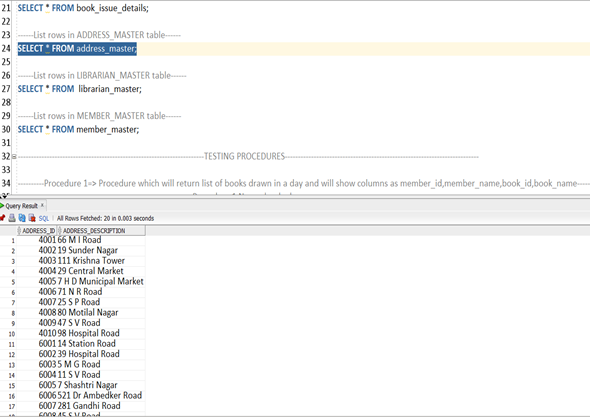 21 SELECT * FROM book_issue_details;
22
23 ------List rows in ADDRESS_MASTER table------
24 SELECT * FROM address_master;
25
26 ------List rows in LIBRARIAN_MASTER table------
27 SELECT * FROM librarian_master;
28
29 ------List rows in MEMBER_MASTER table------
30 SELECT * FROM member_master;
31
32 ------------------------------------------------------------TESTING PROCEDURES------------------------------------------------------------
33
34 ----------Procedure 1=> Procedure which will return list of books drawn in a day and will show columns as member_id,member_name,book_id,book_name-----
Query Result
SQL | All Rows Fetched: 20 in 0.003 seconds
ADDRESS_ID ADDRESS_DESCRIPTION
1 4001 66 M I Road
2 4002 19 Sunder Nagar
3 4003 111 Krishna Tower
4 4004 29 Central Market
5 4005 7 H D Municipal Market
6 4006 71 N R Road
7 4007 25 S P Road
8 4008 80 Motilal Nagar
9 4009 47 S V Road
10 4010 98 Hospital Road
11 6001 14 Station Road
12 6002 39 Hospital Road
13 6003 5 M G Road
14 6004 11 S V Road
15 6005 7 Shashtri Nagar
16 6006 521 Dr Ambedker Road
17 6007 281 Gandhi Road
18 6008 45 S V Road